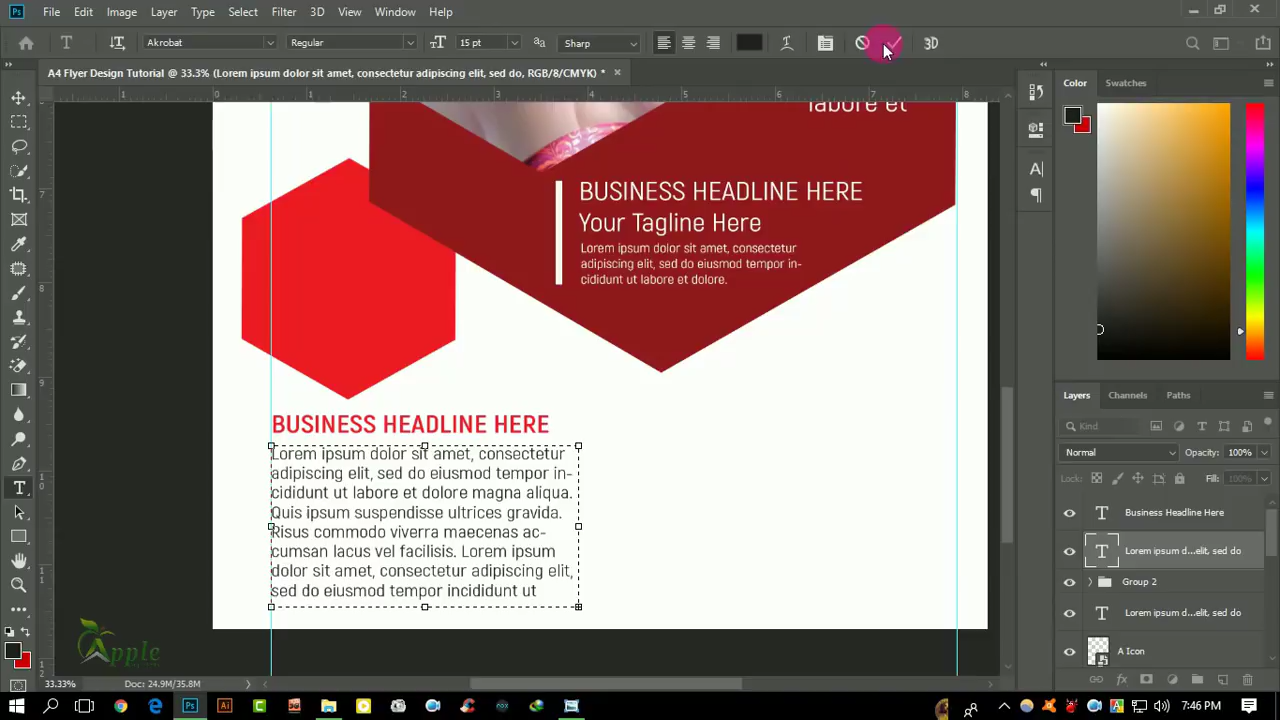 File Edit Image Layer Type Select Filter 3D View Window Help
Akrobat Regular 15 pt Sharp 3D
A4 Flyer Design Tutorial @ 33.3% (Lorem ipsum dolor sit amet, consectetur adipiscing elit, sed do, RGB/8/CMYK) *
labore et
BUSINESS HEADLINE HERE
Your Tagline Here
Lorem ipsum dolor sit amet, consectetur
adipiscing elit, sed do eiusmod tempor in-
cididunt ut labore et dolore.
BUSINESS HEADLINE HERE
Lorem ipsum dolor sit amet, consectetur
adipiscing elit, sed do eiusmod tempor in-
cididunt ut labore et dolore magna aliqua.
Quis ipsum suspendisse ultrices gravida.
Risus commodo viverra maecenas ac-
cumsan lacus vel facilisis. Lorem ipsum
dolor sit amet, consectetur adipiscing elit,
sed do eiusmod tempor incididunt ut
Apple
Color Swatches
Layers Channels Paths
Kind
Normal Opacity: 100%
Lock: Fill: 100%
Business Headline Here
Lorem ipsum d...elit, sed do
Group 2
Lorem ipsum d...elit, sed do
A Icon
33.33% Doc: 24.9M/35.8M
7:46 PM